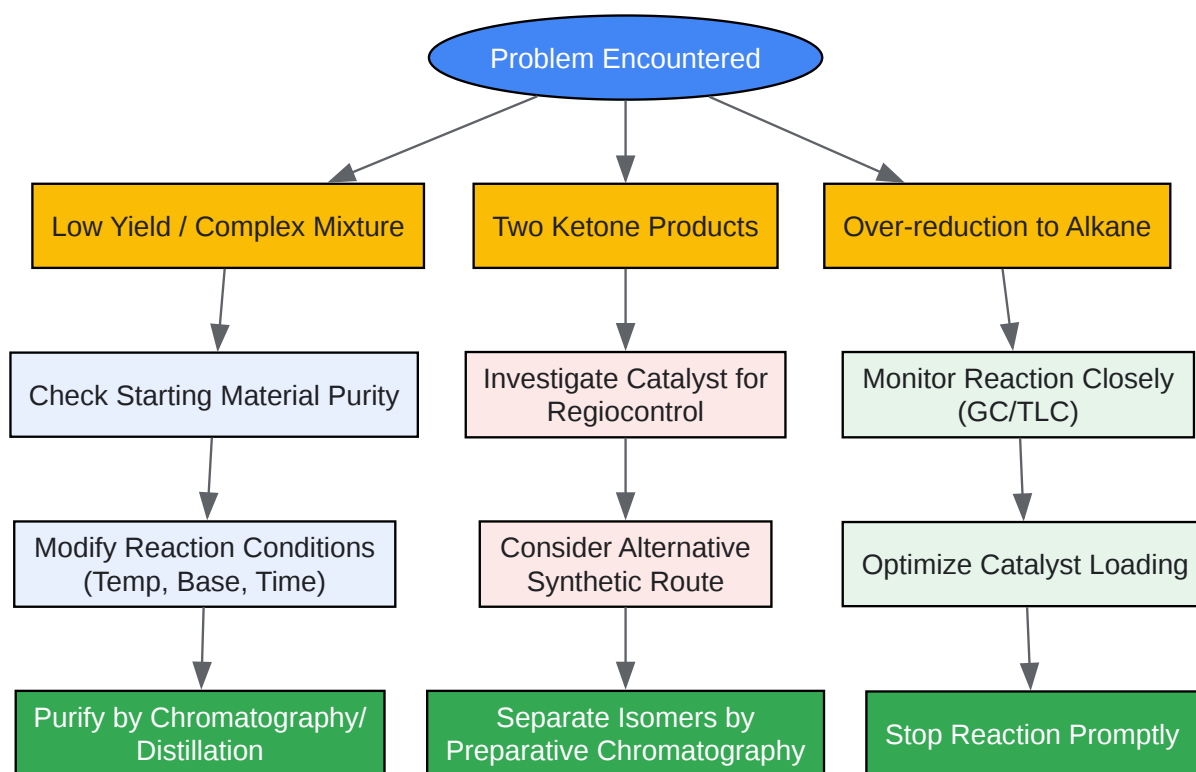 Problem Encountered
Low Yield / Complex Mixture
Two Ketone Products
Over-reduction to Alkane
Check Starting Material Purity
Investigate Catalyst for
Regiocontrol
Monitor Reaction Closely
(GC/TLC)
Modify Reaction Conditions
(Temp, Base, Time)
Consider Alternative
Synthetic Route
Optimize Catalyst Loading
Purify by Chromatography/
Distillation
Separate Isomers by
Preparative Chromatography
Stop Reaction Promptly